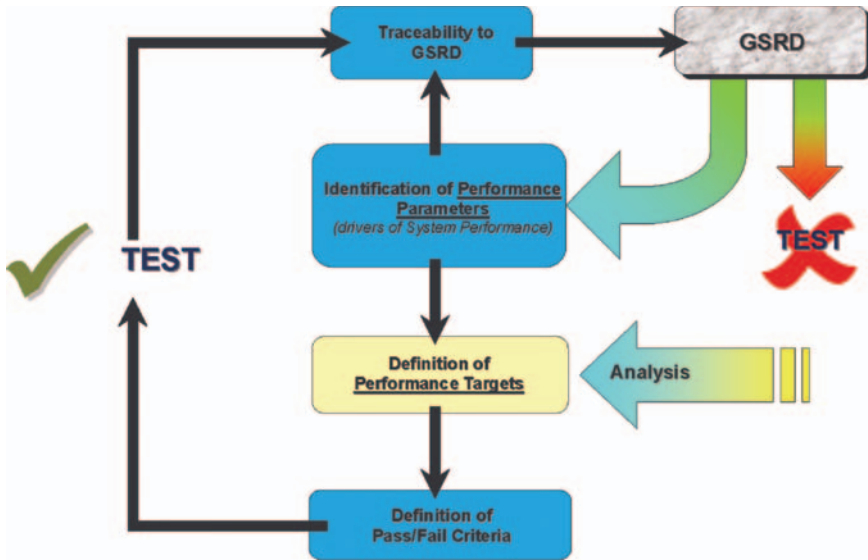 Traceability to
GSRD
GSRD
Identification of Performance
Parameters
(drivers of System Performance)
TEST
TEST
Definition of
Performance Targets
Analysis
Definition of
Pass/Fail Criteria